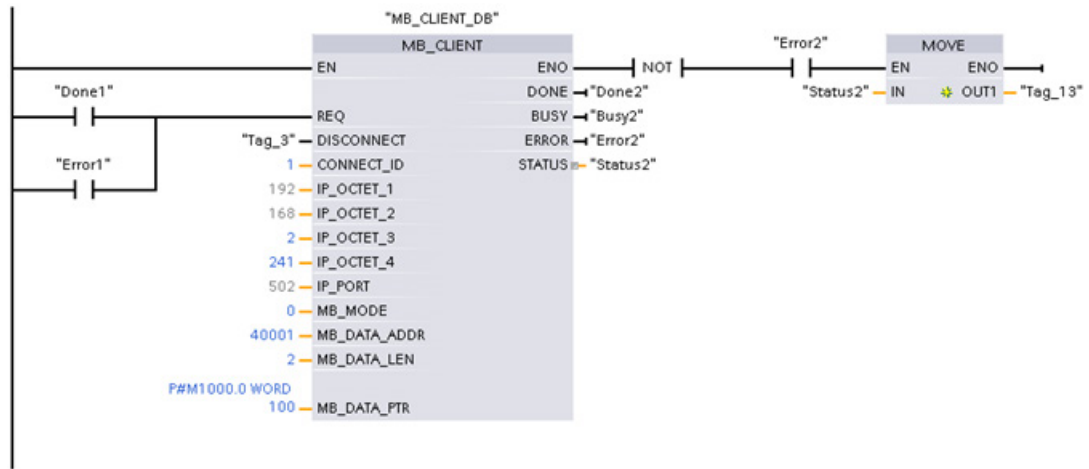 "MB_CLIENT_DB"
MB_CLIENT
"Error2"
MOVE
EN ENO NOT EN ENO
"Done1" DONE "Done2" "Status2" IN OUT1 "Tag_13"
REQ BUSY "Busy2"
"Tag_3" DISCONNECT ERROR "Error2"
"Error1" 1 CONNECT_ID STATUS "Status2"
192 IP_OCTET_1
168 IP_OCTET_2
2 IP_OCTET_3
241 IP_OCTET_4
502 IP_PORT
0 MB_MODE
40001 MB_DATA_ADDR
2 MB_DATA_LEN
P#M1000.0 WORD
100 MB_DATA_PTR